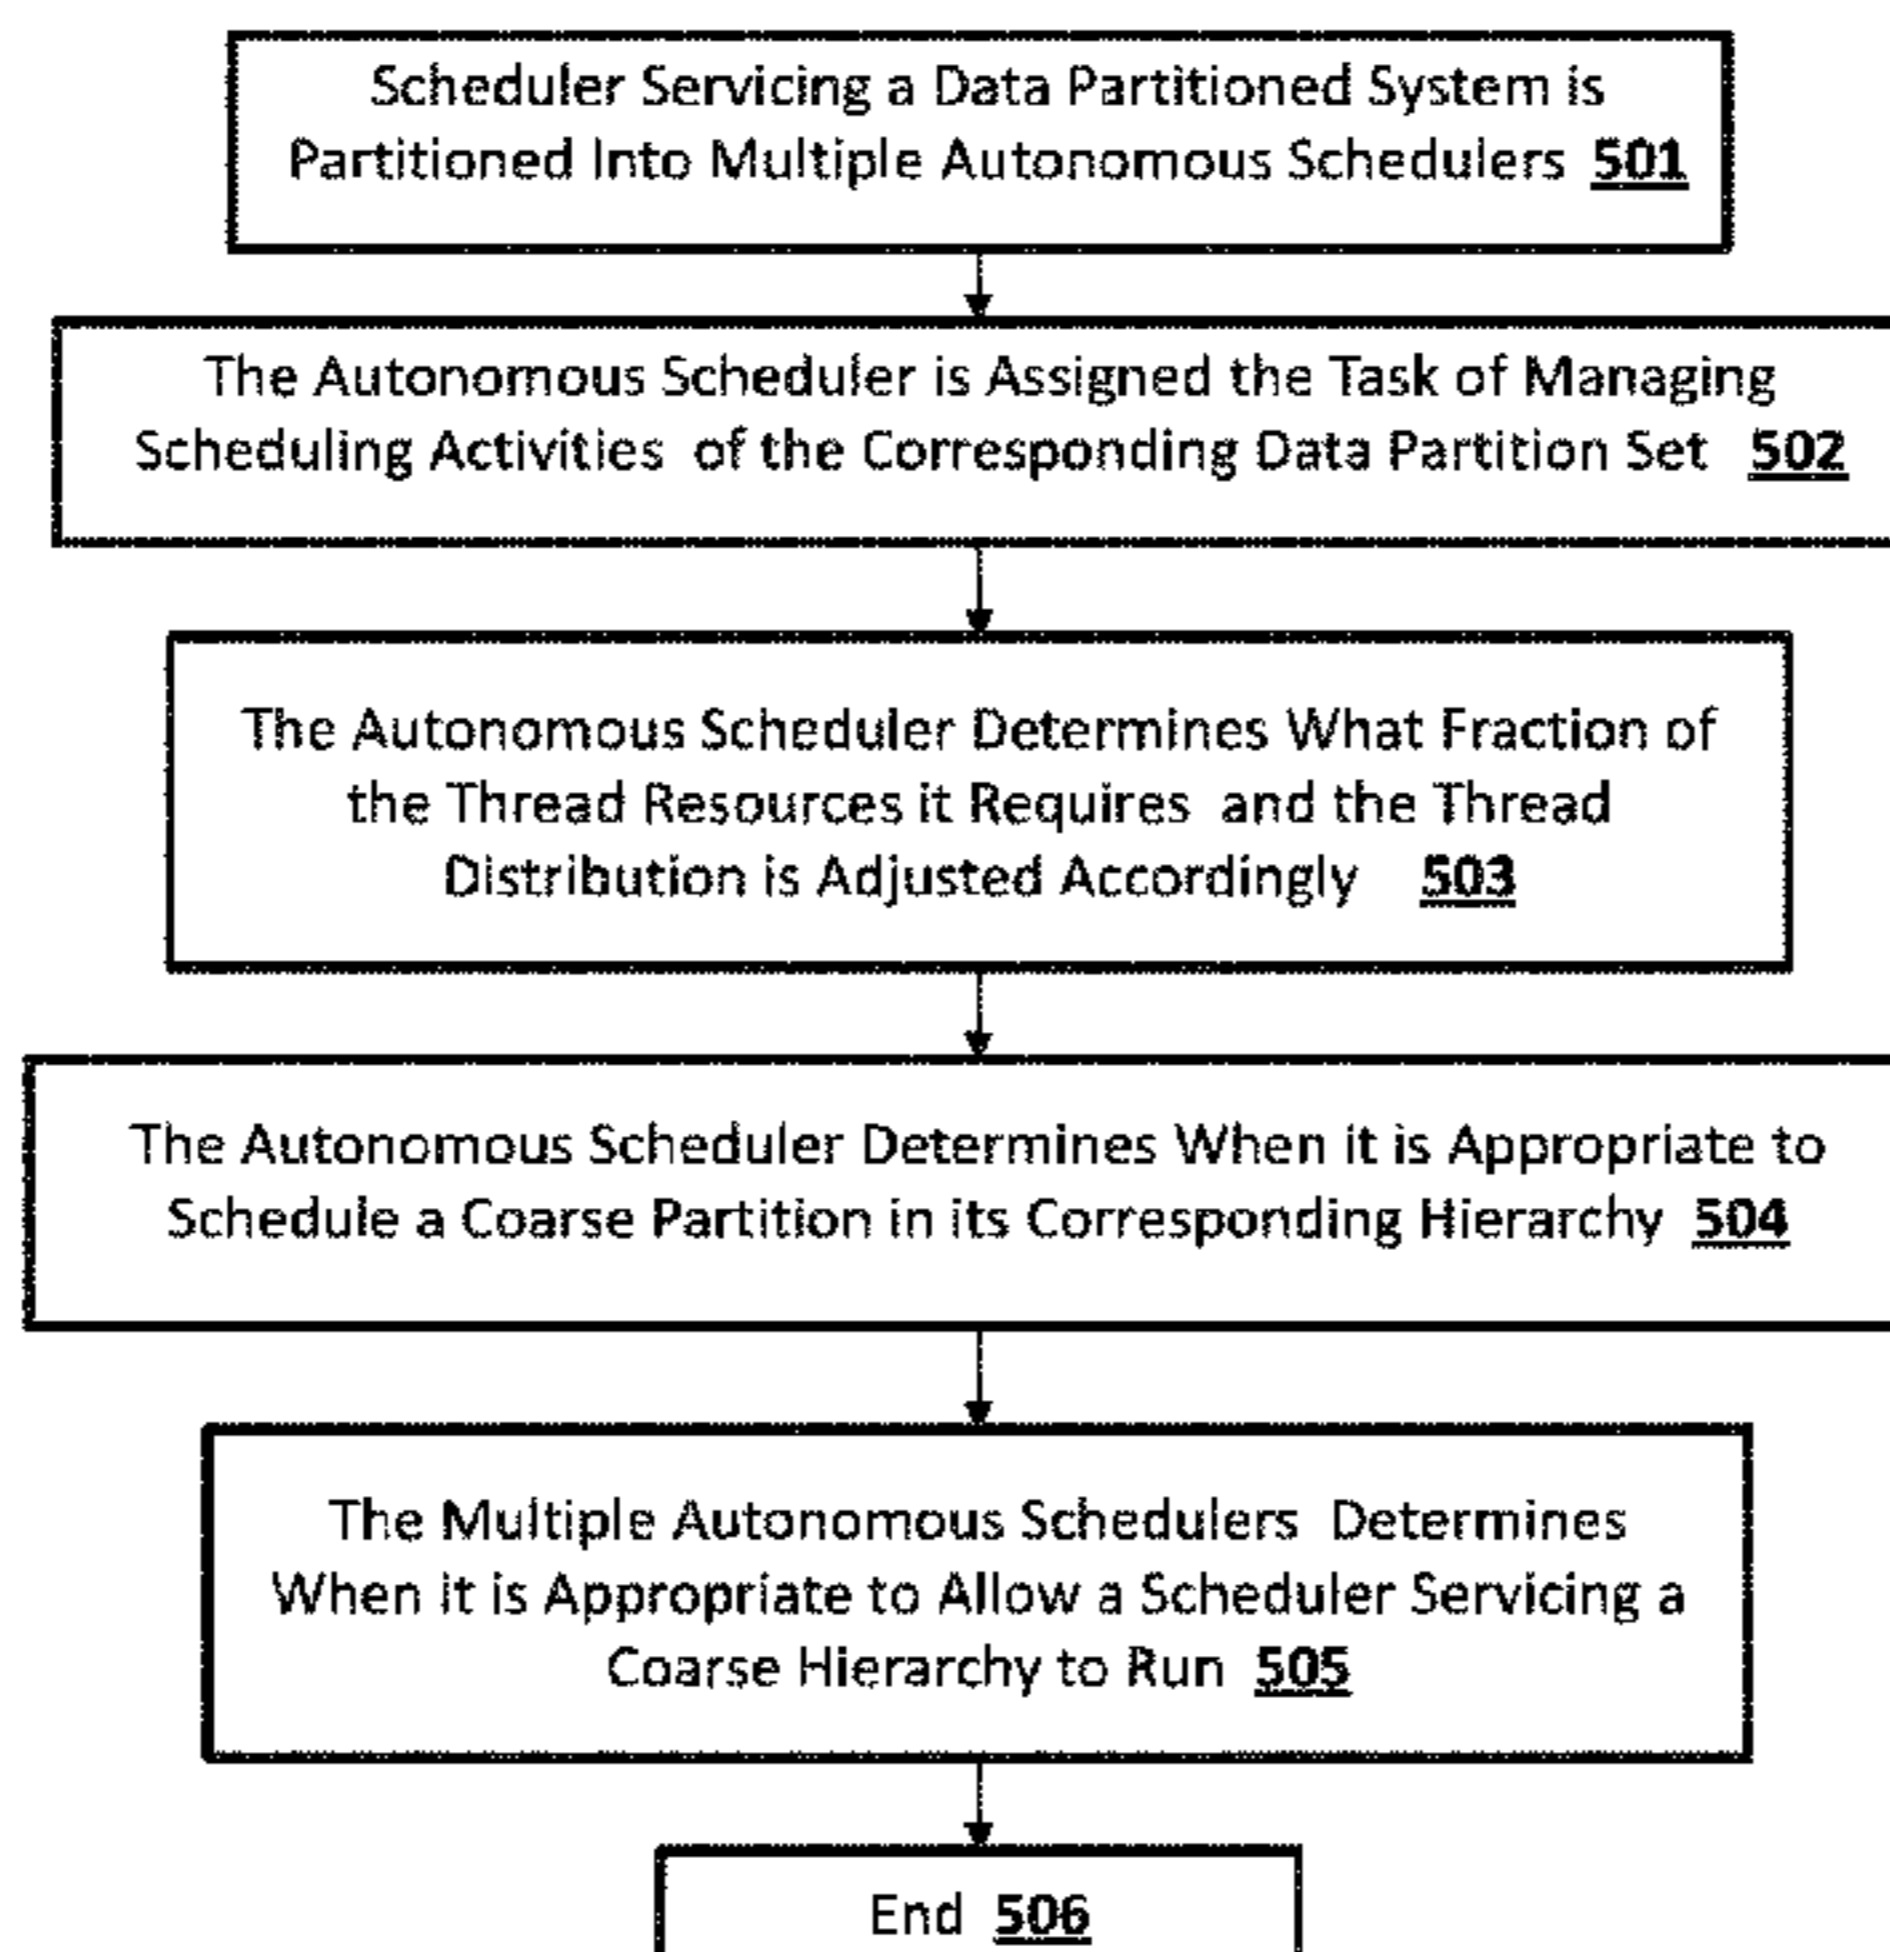 Scheduler Servicing a Data Partitioned System is
Partitioned Into Multiple Autonomous Schedulers 501
The Autonomous Scheduler is Assigned the Task of Managing
Scheduling Activities of the Corresponding Data Partition Set 502
The Autonomous Scheduler Determines What Fraction of
the Thread Resources it Requires and the Thread
Distribution is Adjusted Accordingly 503
The Autonomous Scheduler Determines When it is Appropriate to
Schedule a Coarse Partition in its Corresponding Hierarchy 504
The Multiple Autonomous Schedulers Determines
When it is Appropriate to Allow a Scheduler Servicing a
Coarse Hierarchy to Run 505
End 506